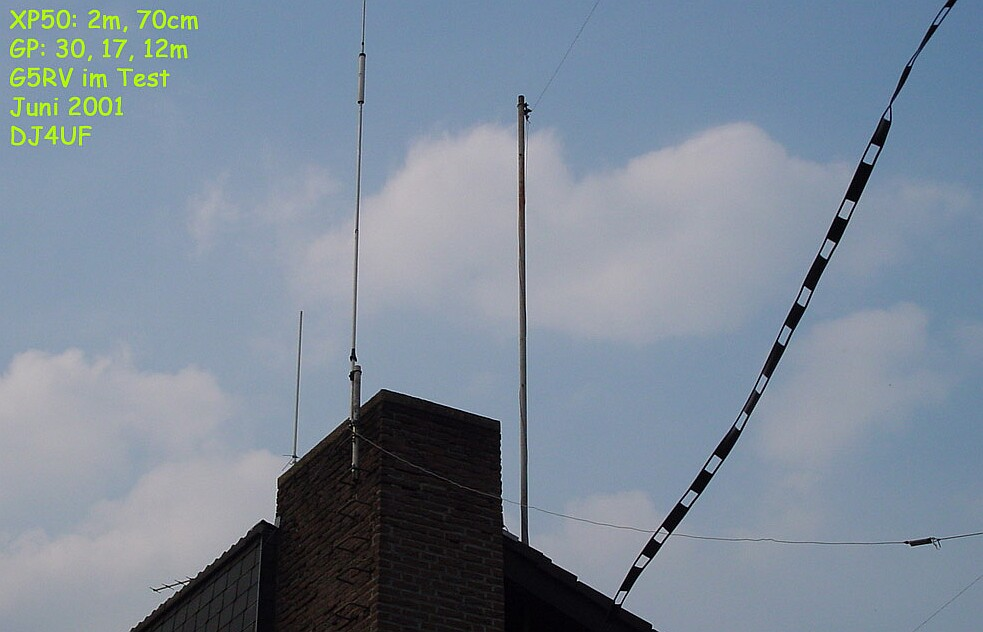 XP50: 2m, 70cm
GP: 30, 17, 12m
G5RV im Test
Juni 2001
DJ4UF